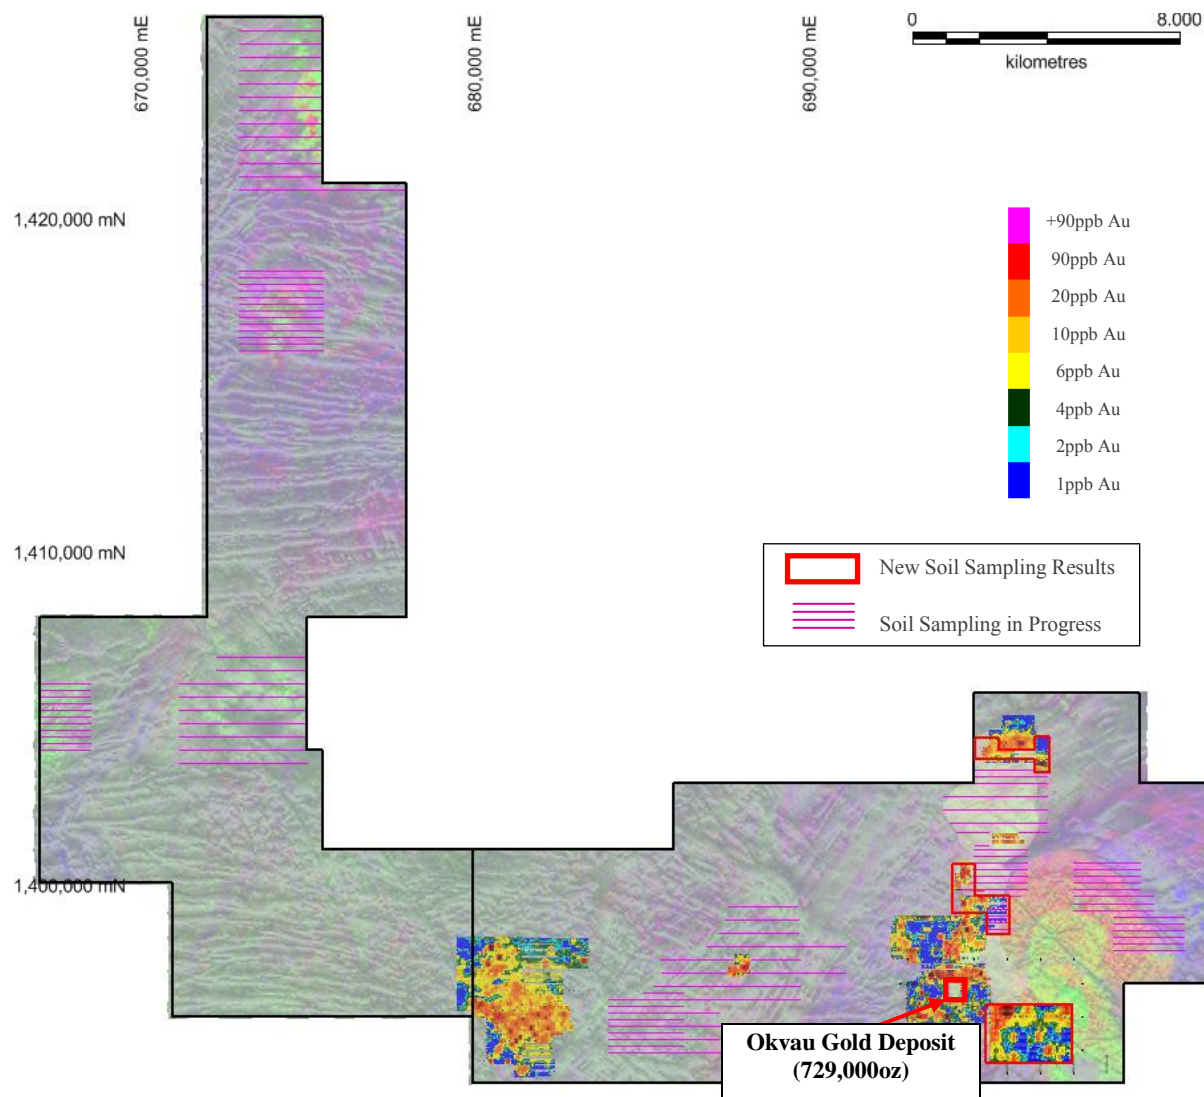 670,000 mE
680,000 mE
690,000 mE
0 8.000
kilometres
1,420,000 mN
+90ppb Au
90ppb Au
20ppb Au
10ppb Au
6ppb Au
4ppb Au
2ppb Au
1ppb Au
1,410,000 mN
New Soil Sampling Results
Soil Sampling in Progress
1,400,000 mN
Okvau Gold Deposit
(729,000oz)